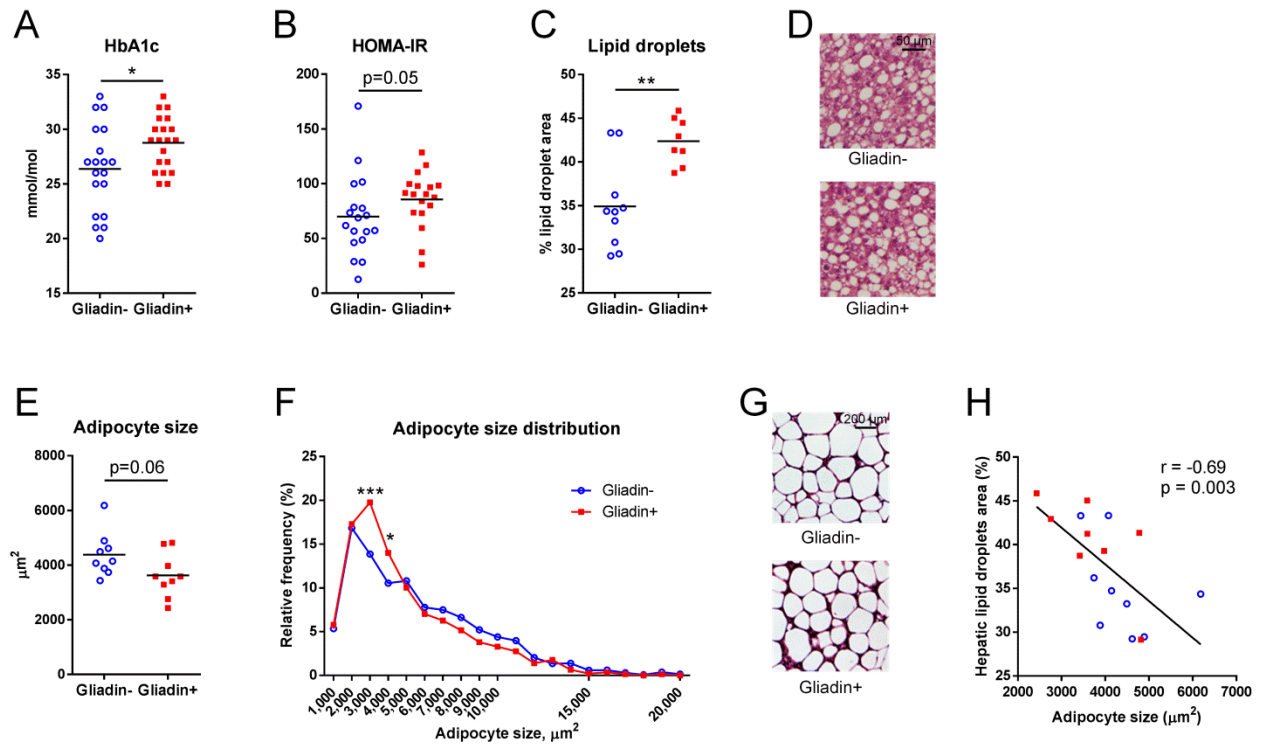 A
HbA1c
*
mmol/mol
35
30
25
20
15
Gliadin- Gliadin+
B
HOMA-IR
p=0.05
200
150
100
50
0
Gliadin- Gliadin+
C
Lipid droplets
**
% lipid droplet area
50
45
40
35
30
25
Gliadin- Gliadin+
D
50 μm
Gliadin-
Gliadin+
E
Adipocyte size
p=0.06
μm²
8000
6000
4000
2000
0
Gliadin- Gliadin+
F
Adipocyte size distribution
Relative frequency (%)
25
20
15
10
5
0
***
*
Gliadin-
Gliadin+
1,000
2,000
3,000
4,000
5,000
6,000
7,000
8,000
9,000
10,000
15,000
20,000
Adipocyte size, μm²
G
200 μm
Gliadin-
Gliadin+
H
Hepatic lipid droplets area (%)
50
45
40
35
30
25
r = -0.69
p = 0.003
2000 3000 4000 5000 6000 7000
Adipocyte size (μm²)